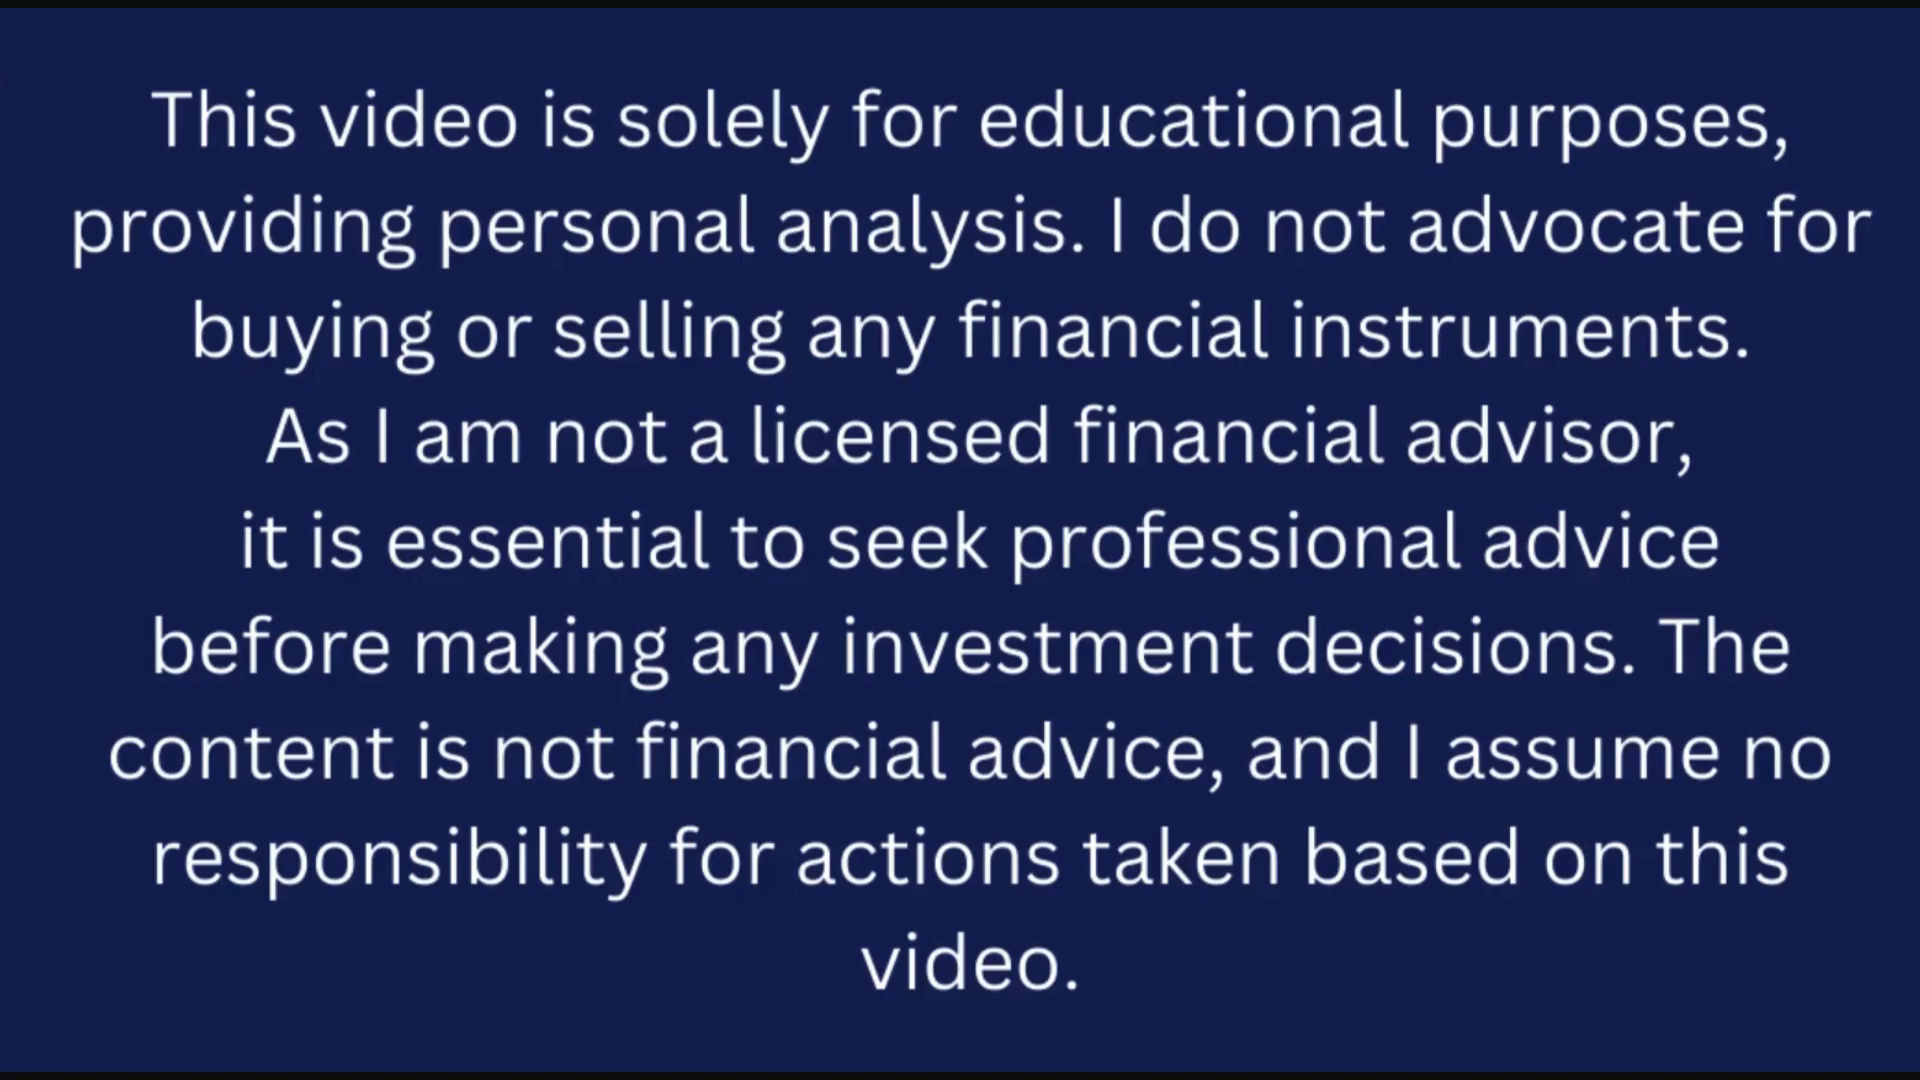 This video is solely for educational purposes,
providing personal analysis. I do not advocate for
buying or selling any financial instruments.
As I am not a licensed financial advisor,
it is essential to seek professional advice
before making any investment decisions. The
content is not financial advice, and I assume no
responsibility for actions taken based on this
video.